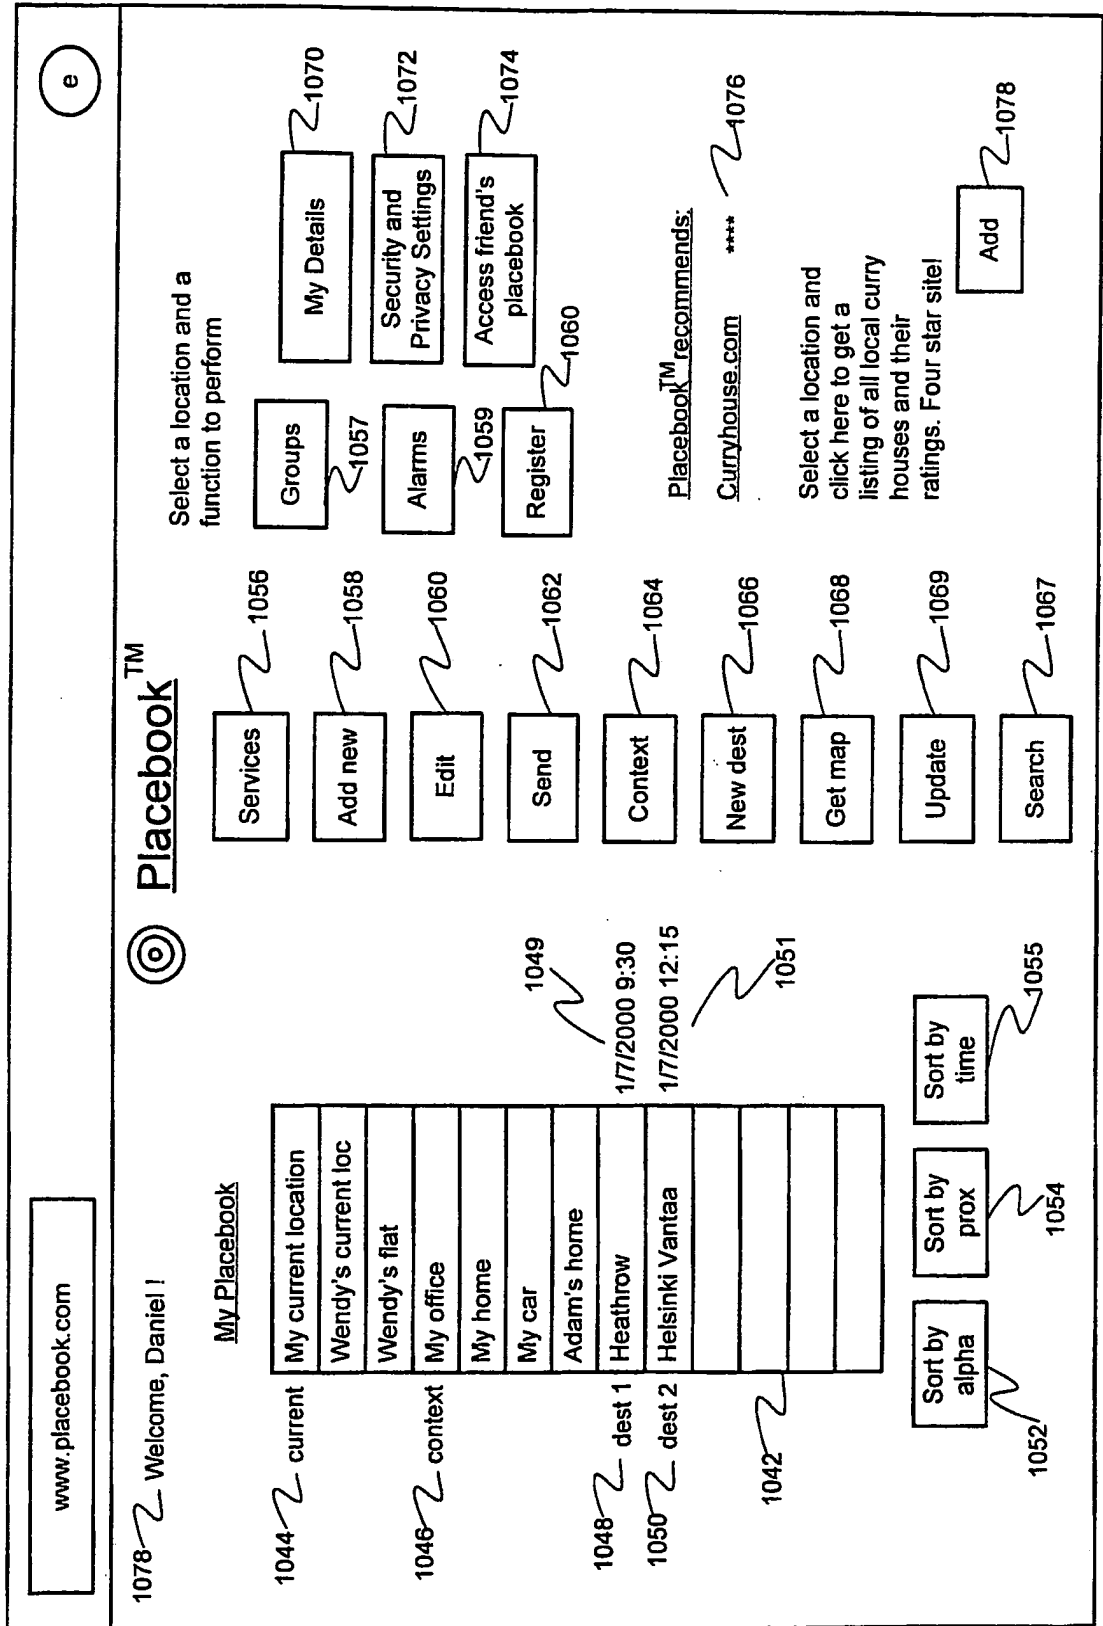 www.placebook.com
e
1078 Welcome, Daniel !
Placebook™
My Placebook
1044 current My current location
Wendy's current loc
Wendy's flat
1046 context My office
My home
My car
Adam's home
1048 dest 1 Heathrow 1/7/2000 9:30
1049
1050 dest 2 Helsinki Vantaa 1/7/2000 12:15
1051
1042
Sort by
alpha
1052
Sort by
prox
1054
Sort by
time
1055
Services
1056
Add new
1058
Edit
1060
Send
1062
Context
1064
New dest
1066
Get map
1068
Update
1069
Search
1067
Select a location and a
function to perform
Groups
1057
Alarms
1059
Register
1060
My Details
1070
Security and
Privacy Settings
1072
Access friend's
placebook
1074
Placebook™ recommends:
Curryhouse.com **** 1076
Select a location and
click here to get a
listing of all local curry
houses and their
ratings. Four star site!
Add
1078